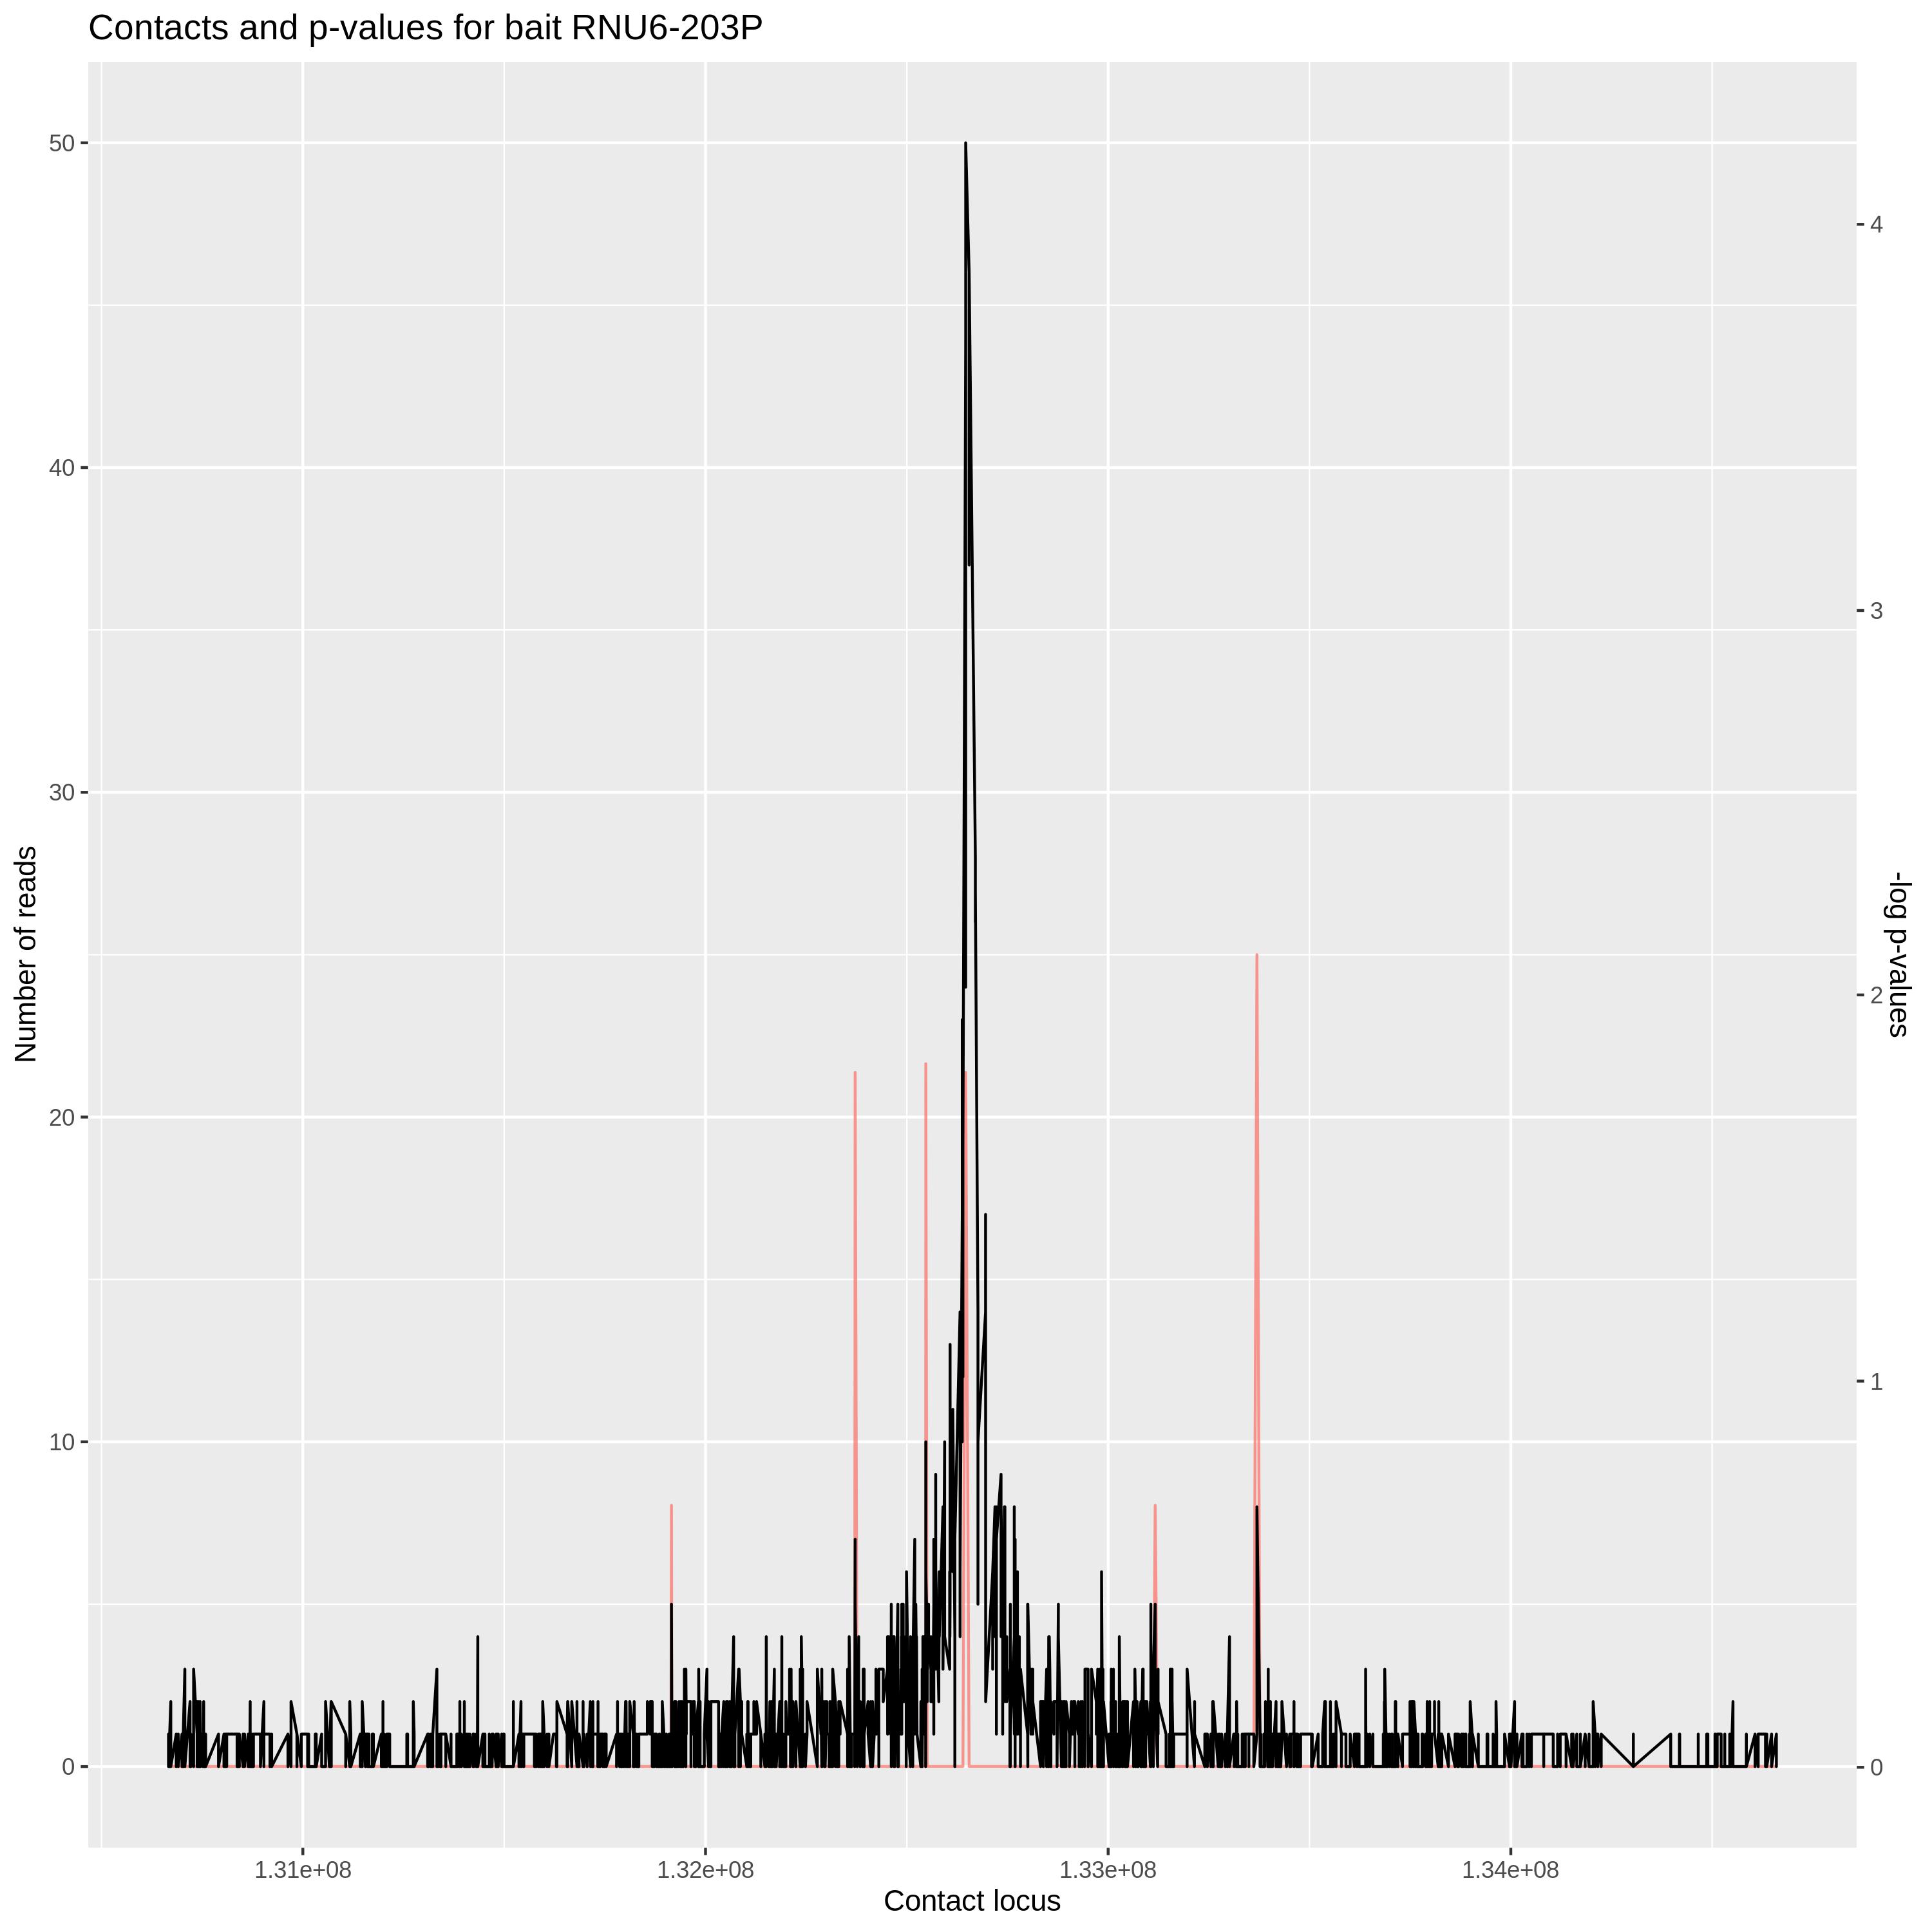 Contacts and p-values for bait RNU6-203P
50
40
30
20
10
0
Number of reads
4
3
2
1
0
-log p-values
1.31e+08
1.32e+08
1.33e+08
1.34e+08
Contact locus